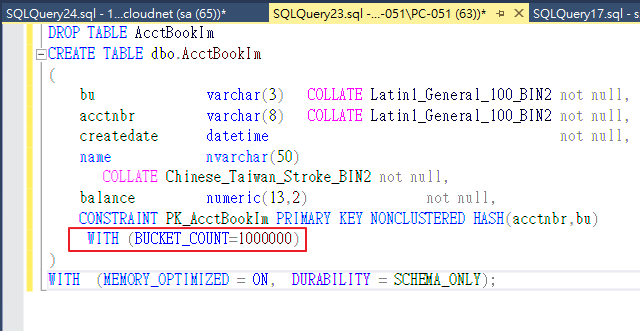 SQLQuery24.sql - 1...cloudnet (sa (65))*
SQLQuery23.sql -...-051\PC-051 (63))*
SQLQuery17.sql - s
DROP TABLE AcctBookIm
CREATE TABLE dbo.AcctBookIm
(
bu varchar(3) COLLATE Latin1_General_100_BIN2 not null,
acctnbr varchar(8) COLLATE Latin1_General_100_BIN2 not null,
createdate datetime not null,
name nvarchar(50)
COLLATE Chinese_Taiwan_Stroke_BIN2 not null,
balance numeric(13,2) not null,
CONSTRAINT PK_AcctBookIm PRIMARY KEY NONCLUSTERED HASH(acctnbr,bu)
WITH (BUCKET_COUNT=1000000)
)
WITH (MEMORY_OPTIMIZED = ON, DURABILITY = SCHEMA_ONLY);